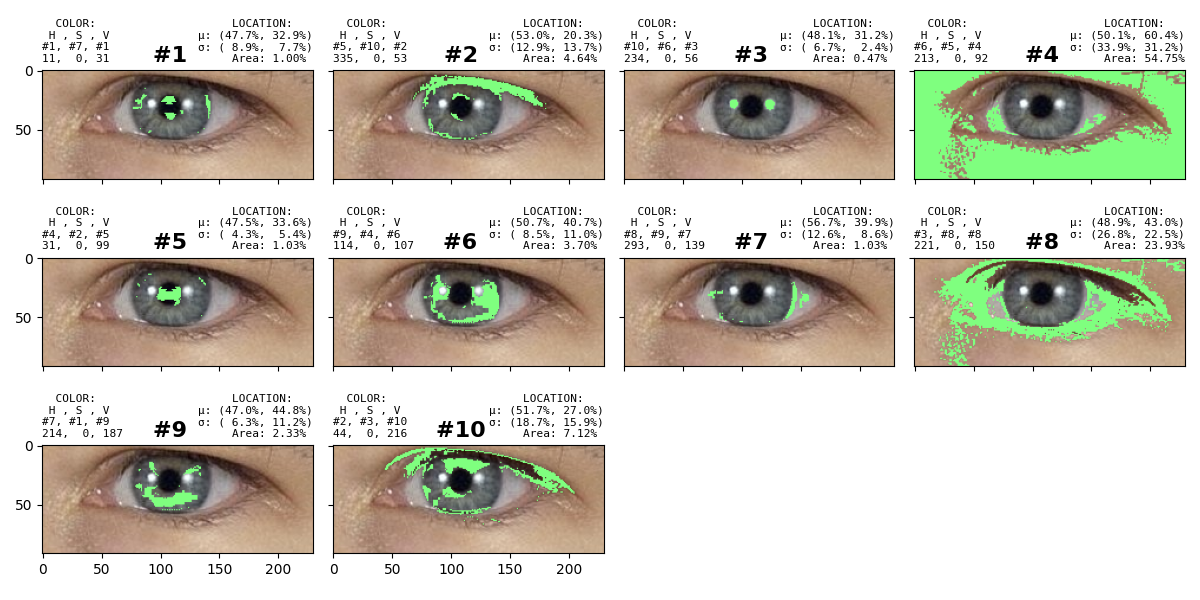 COLOR: LOCATION:
H , S , V μ: (47.7%, 32.9%)
#1, #7, #1 σ: ( 8.9%, 7.7%)
11, 0, 31 #1 Area: 1.00%
COLOR: LOCATION:
H , S , V μ: (53.0%, 20.3%)
#5, #10, #2 σ: (12.9%, 13.7%)
335, 0, 53 #2 Area: 4.64%
COLOR: LOCATION:
H , S , V μ: (48.1%, 31.2%)
#10, #6, #3 σ: ( 6.7%, 2.4%)
234, 0, 56 #3 Area: 0.47%
COLOR: LOCATION:
H , S , V μ: (50.1%, 60.4%)
#6, #5, #4 σ: (33.9%, 31.2%)
213, 0, 92 #4 Area: 54.75%
0
50
COLOR: LOCATION:
H , S , V μ: (47.5%, 33.6%)
#4, #2, #5 σ: ( 4.3%, 5.4%)
31, 0, 99 #5 Area: 1.03%
COLOR: LOCATION:
H , S , V μ: (50.7%, 40.7%)
#9, #4, #6 σ: ( 8.5%, 11.0%)
114, 0, 107 #6 Area: 3.70%
COLOR: LOCATION:
H , S , V μ: (56.7%, 39.9%)
#8, #9, #7 σ: (12.6%, 8.6%)
293, 0, 139 #7 Area: 1.03%
COLOR: LOCATION:
H , S , V μ: (48.9%, 43.0%)
#3, #8, #8 σ: (26.8%, 22.5%)
221, 0, 150 #8 Area: 23.93%
0
50
COLOR: LOCATION:
H , S , V μ: (47.0%, 44.8%)
#7, #1, #9 σ: ( 6.3%, 11.2%)
214, 0, 187 #9 Area: 2.33%
COLOR: LOCATION:
H , S , V μ: (51.7%, 27.0%)
#2, #3, #10 σ: (18.7%, 15.9%)
44, 0, 216 #10 Area: 7.12%
0
50
0 50 100 150 200
0 50 100 150 200